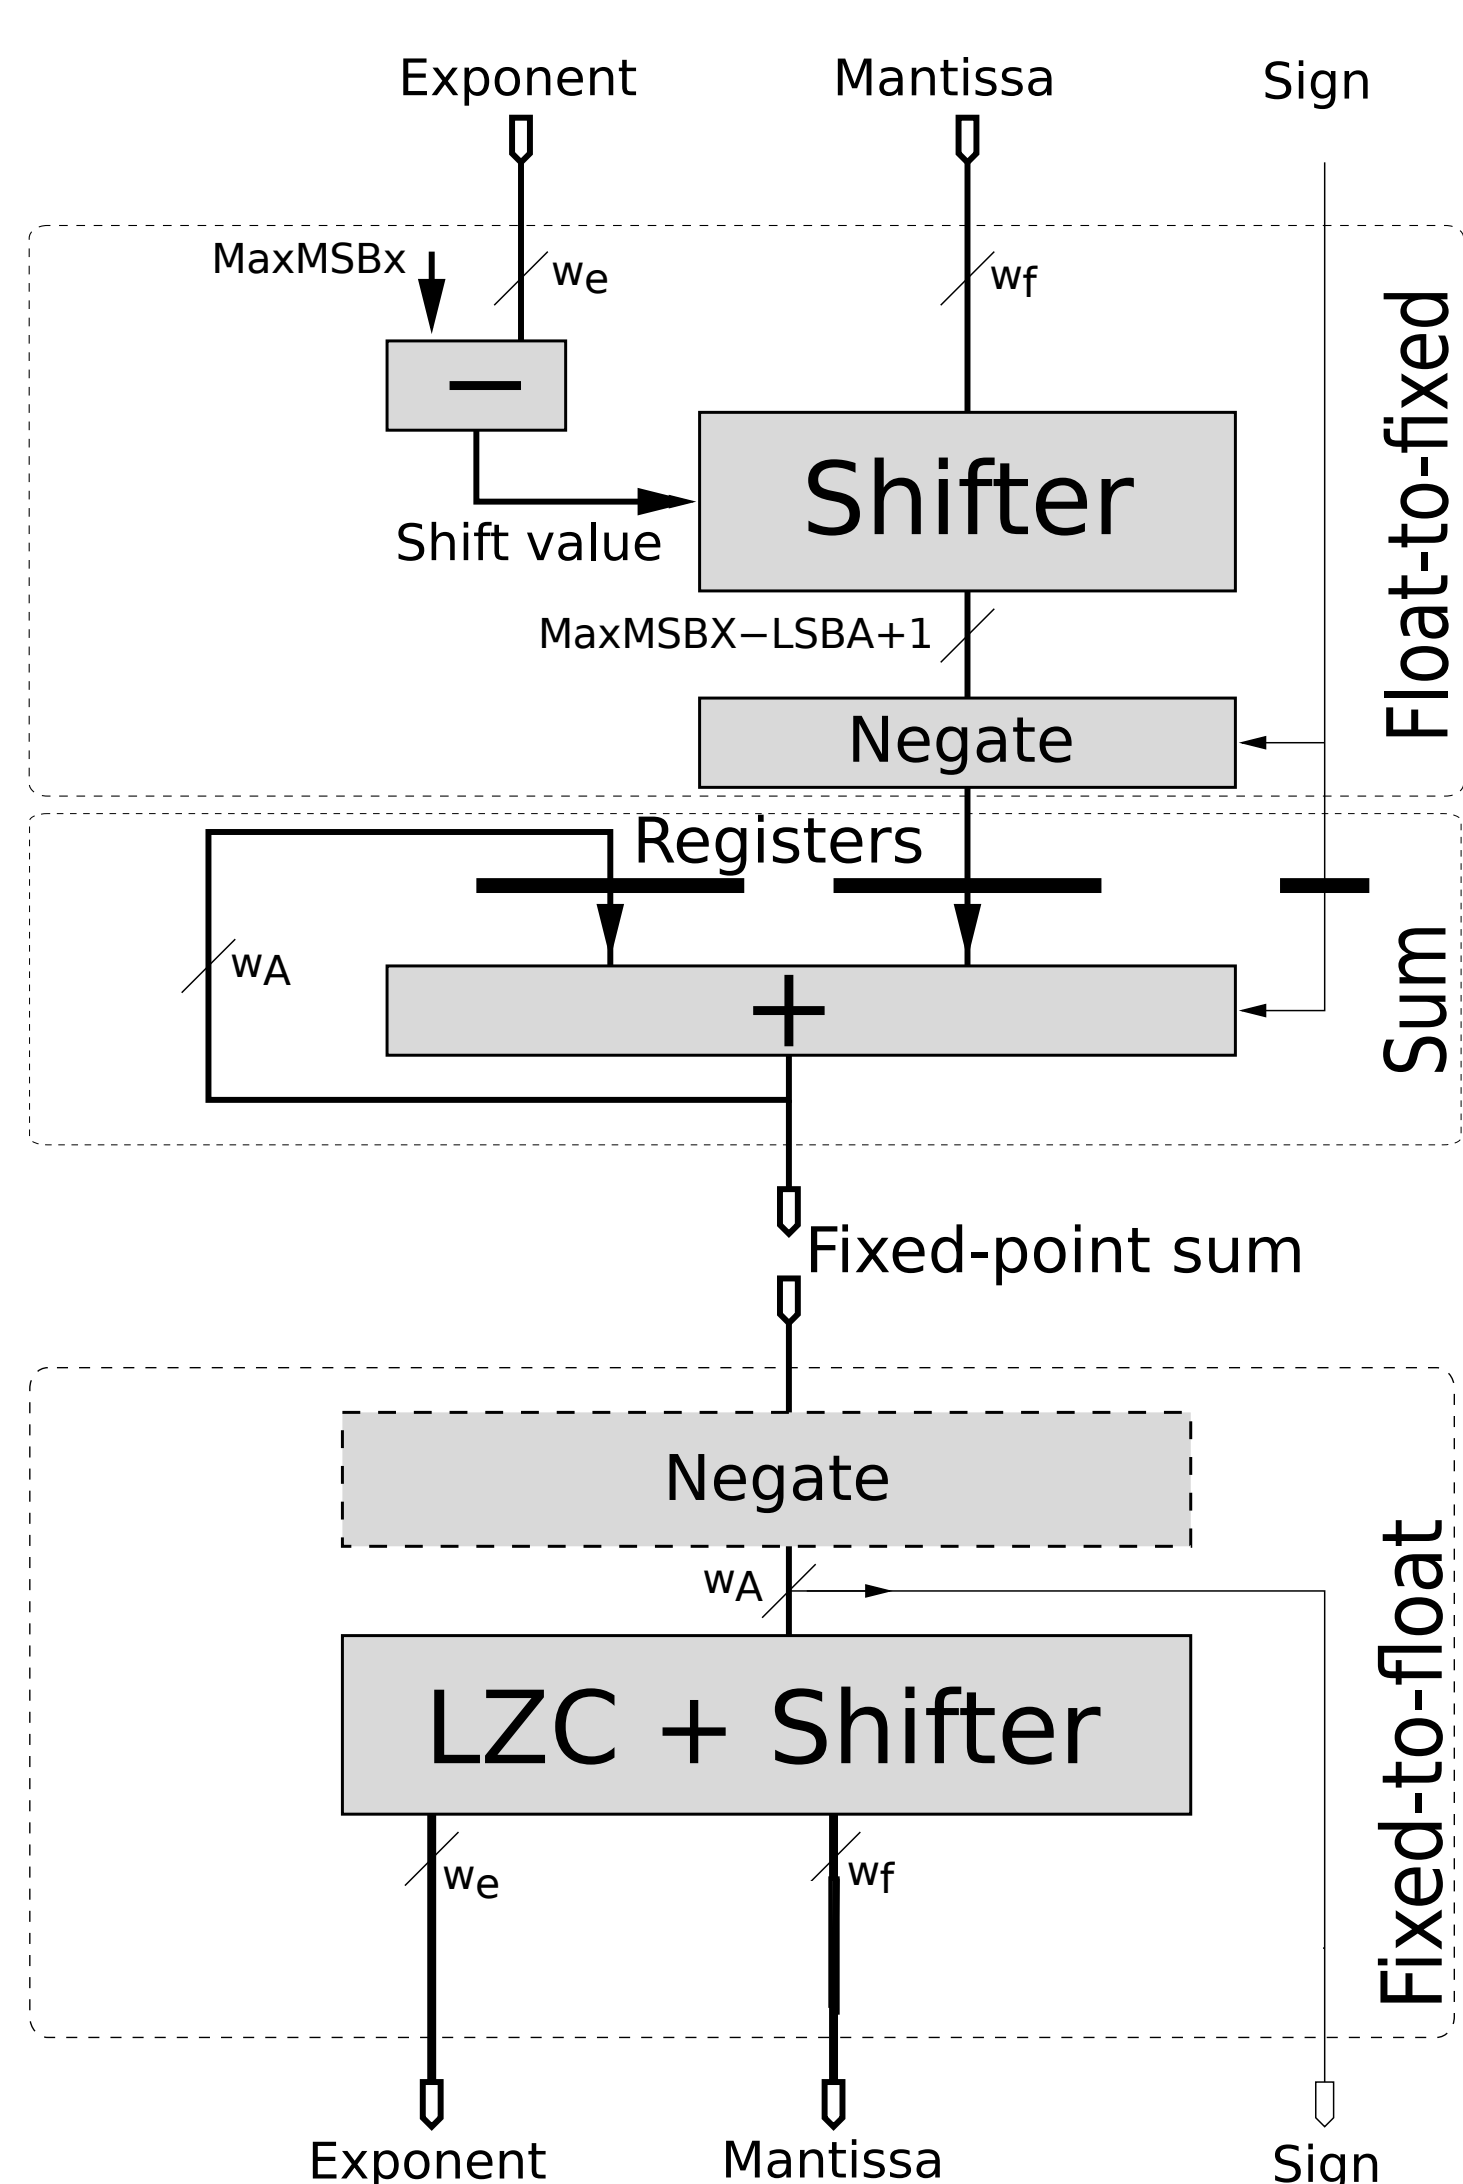 Exponent
Mantissa
Sign
MaxMSBx
we
wf
Float-to-fixed
—
Shifter
Shift value
MaxMSBX−LSBA+1
Negate
Registers
wA
+
Sum
Fixed-point sum
Negate
wA
LZC + Shifter
Fixed-to-float
we
wf
Exponent
Mantissa
Sign